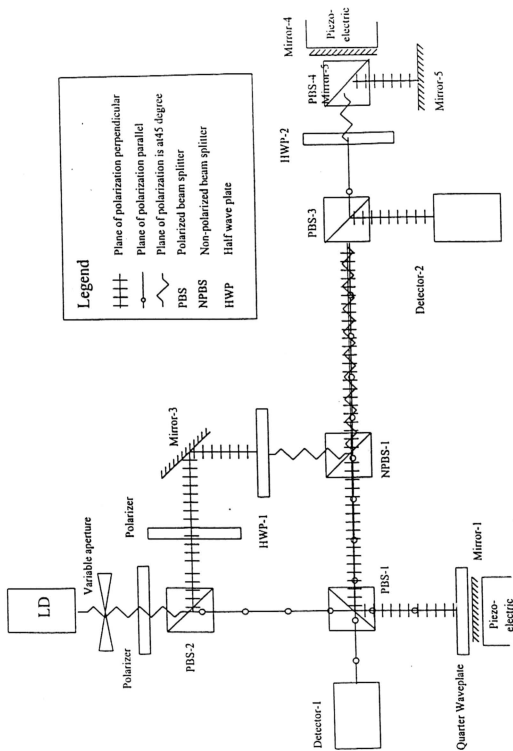 LD
Variable aperture
Polarizer
PBS-2
Polarizer
Mirror-3
HWP-1
Detector-1
PBS-1
Quarter Waveplate
Mirror-1
Piezo-
electric
NPBS-1
Legend
Plane of polarization perpendicular
Plane of polarization parallel
Plane of polarization is at45 degree
PBS
Polarized beam splitter
NPBS
Non-polarized beam splitter
HWP
Half wave plate
Detector-2
PBS-3
HWP-2
PBS-4
Mirror-5
Mirror-4
Piezo-
electric
Mirror-5